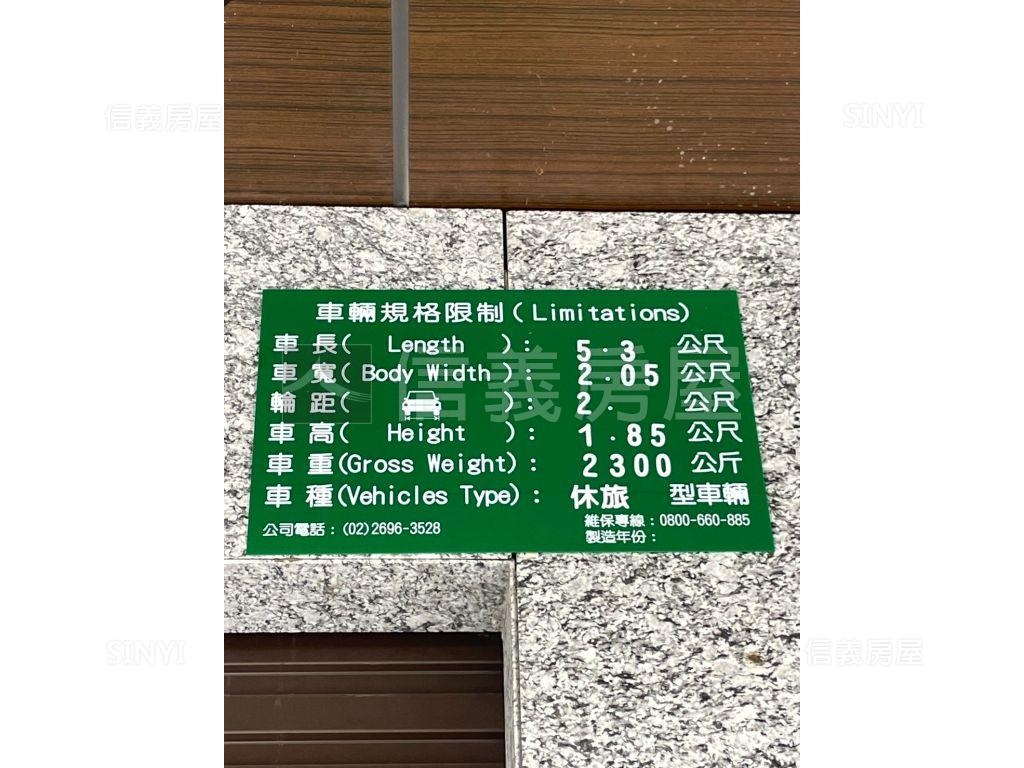 信義房屋
SINYI
車輛規格限制(Limitations)
車 長( Length ): 5.3 公尺
車 寬( Body Width ): 2.05 公尺
輪 距( ): 2. 公尺
車 高( Height ): 1.85 公尺
車 重(Gross Weight): 2300 公斤
車 種(Vehicles Type): 休旅 型車輛
公司電話:(02)2696-3528
維保專線:0800-660-885
製造年份:
信義房屋
SINYI
信義房屋